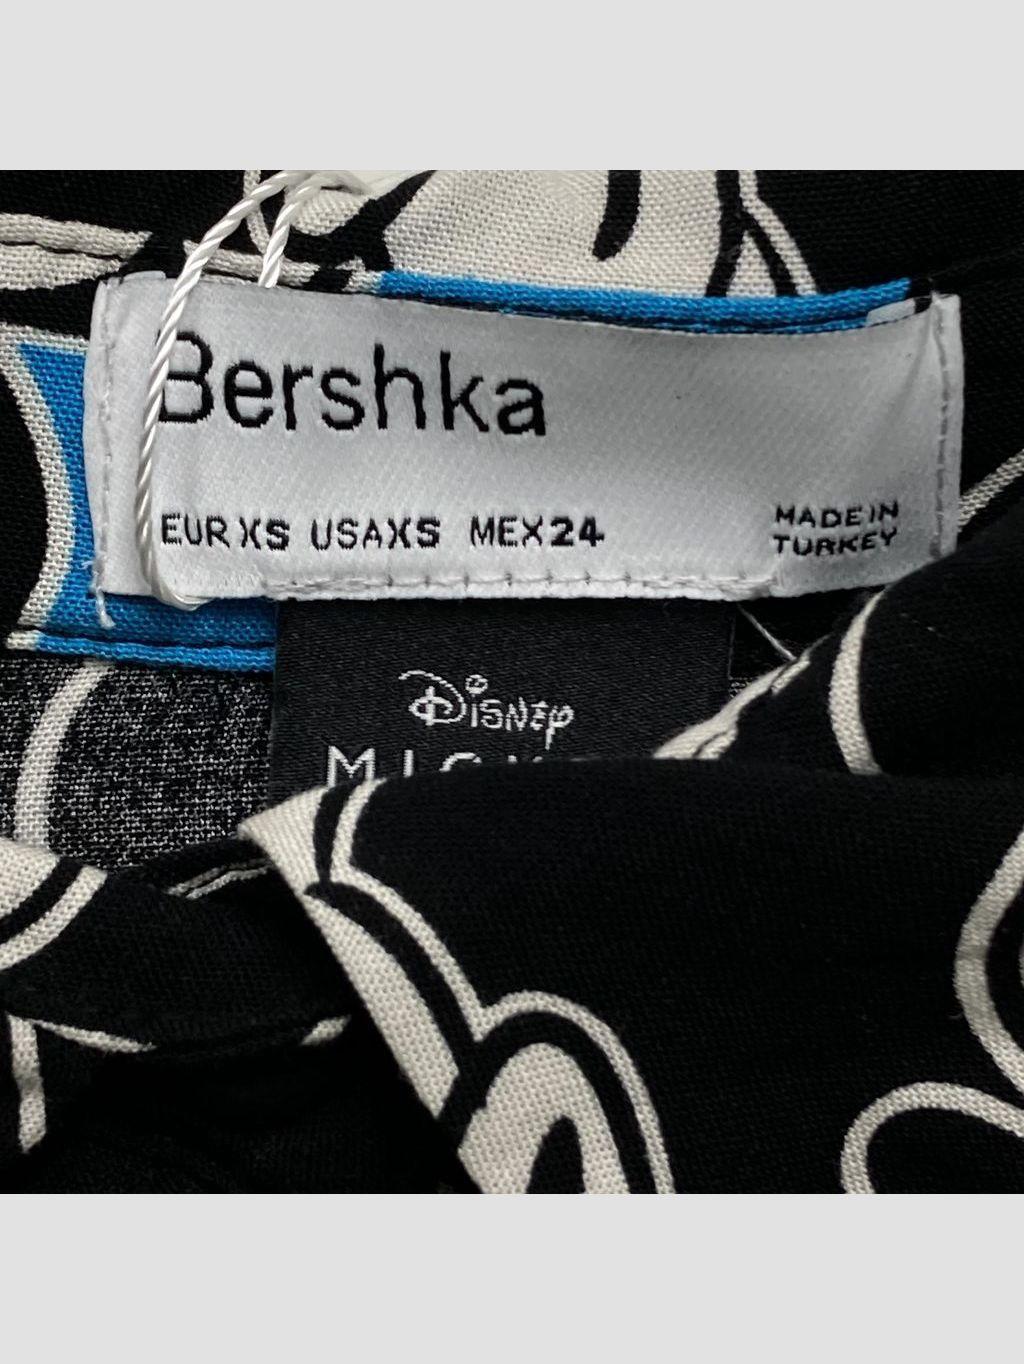 Bershka
EUR XS USA XS MEX 24
MADE IN
TURKEY
Disney